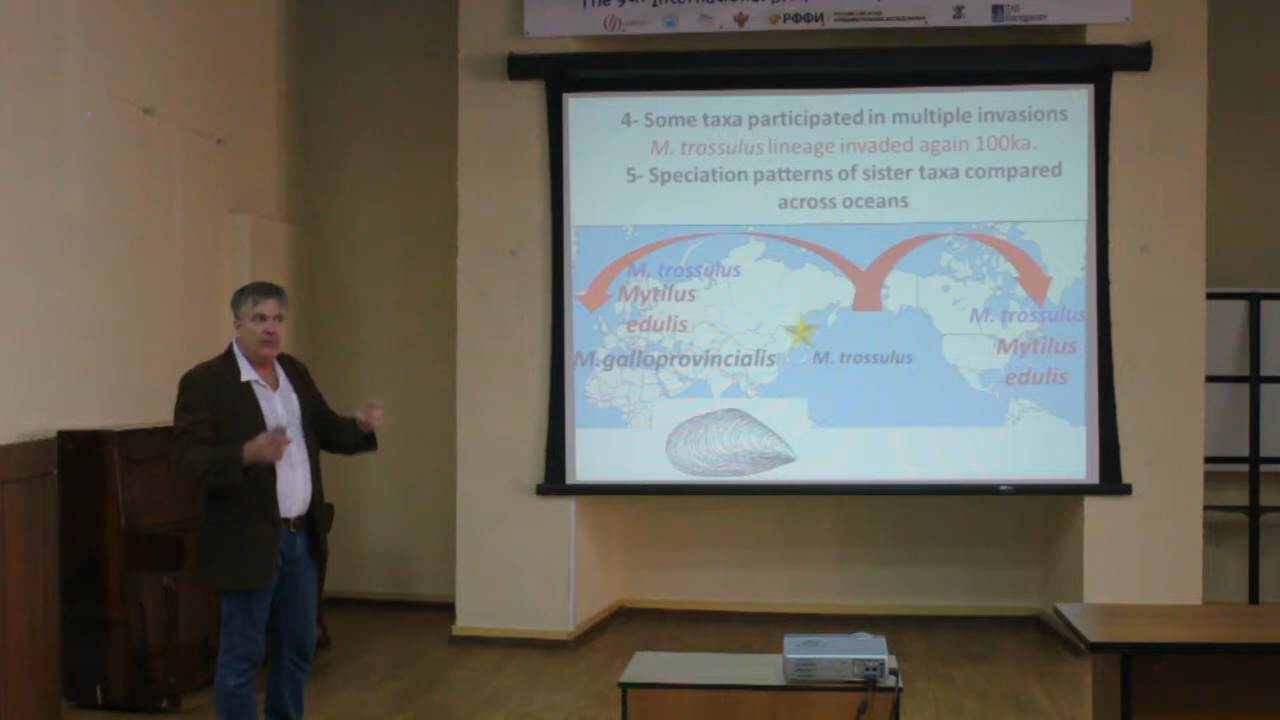 The 9th International
РФФИ
4- Some taxa participated in multiple invasions
M. trossulus lineage invaded again 100ka.
5- Speciation patterns of sister taxa compared
across oceans
M. trossulus
Mytilus
edulis
M.galloprovincialis
M. trossulus
M. trossulus
Mytilus
edulis